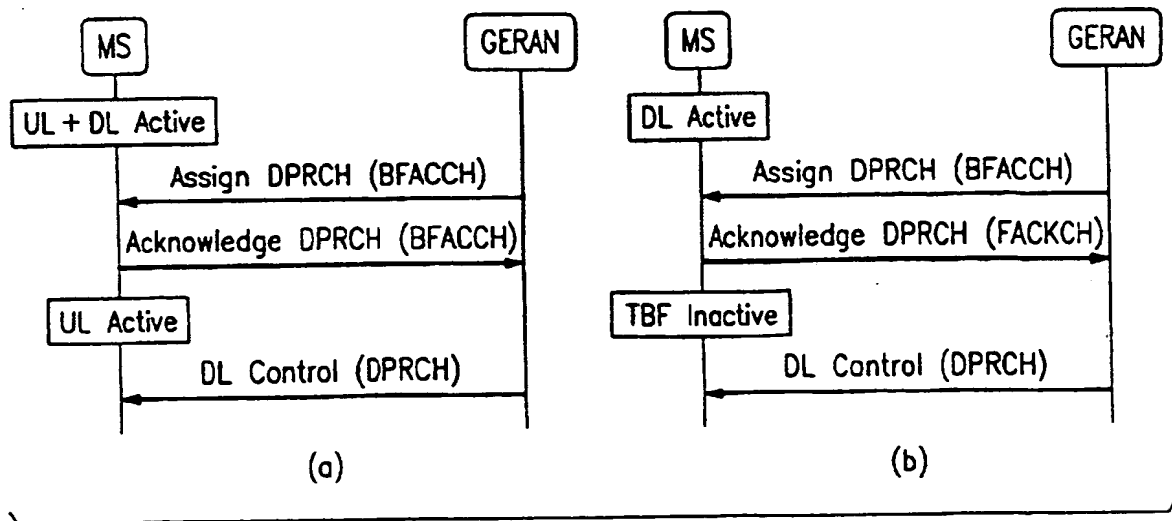 MS
GERAN
UL + DL Active
Assign DPRCH (BFACCH)
Acknowledge DPRCH (BFACCH)
UL Active
DL Control (DPRCH)
(a)
MS
GERAN
DL Active
Assign DPRCH (BFACCH)
Acknowledge DPRCH (FACKCH)
TBF Inactive
DL Control (DPRCH)
(b)